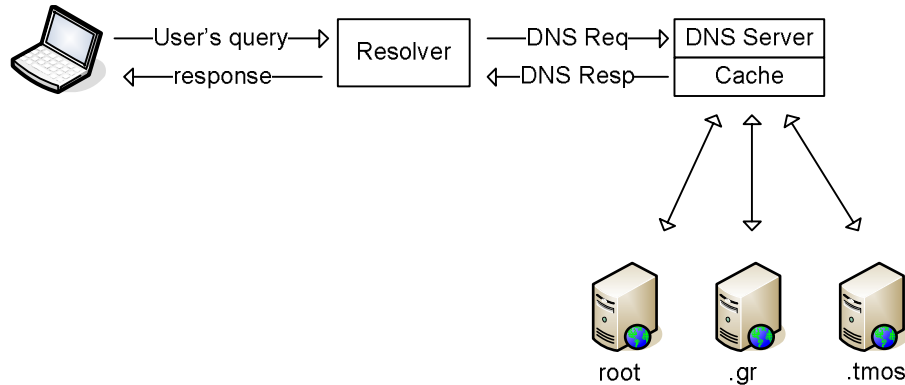 User's query
Resolver
DNS Req
DNS Server
response
DNS Resp
Cache
root
.gr
.tmos